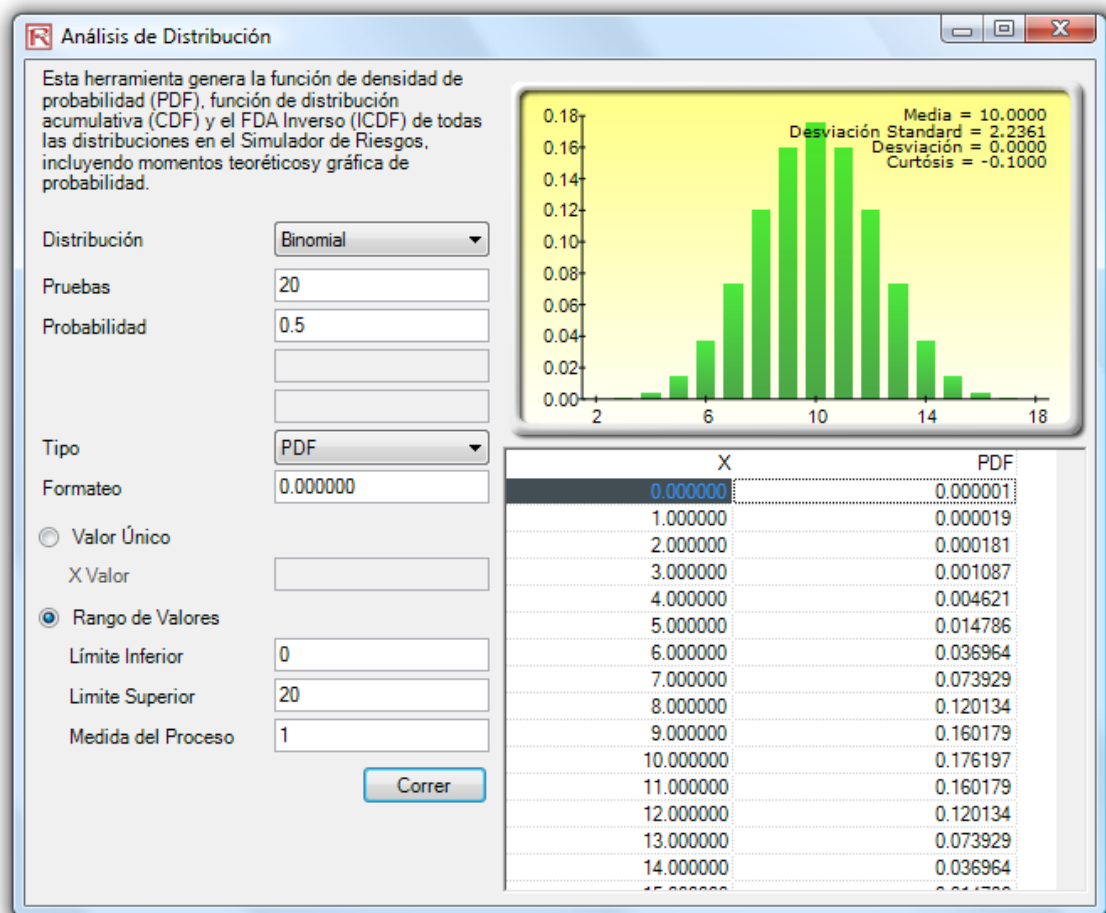 Análisis de Distribución
Esta herramienta genera la función de densidad de
probabilidad (PDF), función de distribución
acumulativa (CDF) y el FDA Inverso (ICDF) de todas
las distribuciones en el Simulador de Riesgos,
incluyendo momentos teoréticosy gráfica de
probabilidad.
Distribución Binomial
Pruebas 20
Probabilidad 0.5
Tipo PDF
Formateo 0.000000
Valor Único
X Valor
Rango de Valores
Límite Inferior 0
Limite Superior 20
Medida del Proceso 1
Correr
Media = 10.0000
Desviación Standard = 2.2361
Desviación = 0.0000
Curtósis = -0.1000
0.18
0.16
0.14
0.12
0.10
0.08
0.06
0.04
0.02
0.00
2 6 10 14 18
X PDF
0.000000 0.000001
1.000000 0.000019
2.000000 0.000181
3.000000 0.001087
4.000000 0.004621
5.000000 0.014786
6.000000 0.036964
7.000000 0.073929
8.000000 0.120134
9.000000 0.160179
10.000000 0.176197
11.000000 0.160179
12.000000 0.120134
13.000000 0.073929
14.000000 0.036964